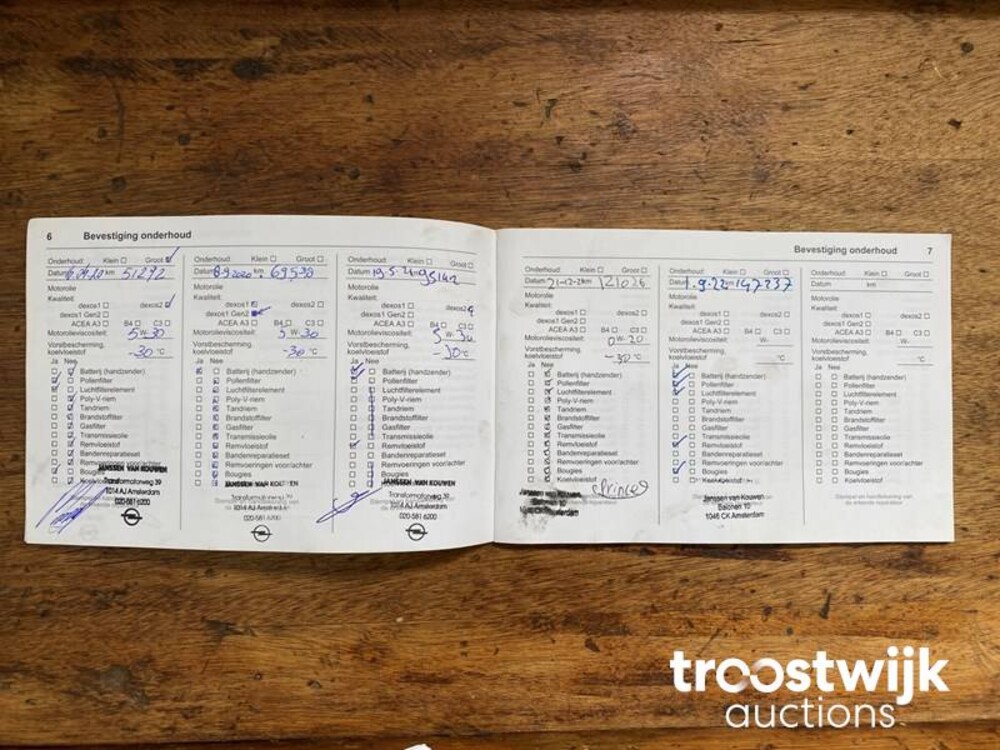 6 Bevestiging onderhoud
Onderhoud: Klein Groot
Datum km 51292
Motorolie
Kwaliteit:
dexos1 dexos2
dexos1 Gen2
ACEA A3 B4 C3
Motorolieviscositeit: 5 W-30
Vorstbescherming,
koelvloeistof -30 °C
Ja Nee
Batterij (handzender)
Pollenfilter
Luchtfilterelement
Poly-V-riem
Tandriem
Brandstoffilter
Gasfilter
Transmissieolie
Remvloeistof
Bandenreparatieset
Remvoeringen voor/achter
Bougies
JANSSEN VAN KOUWEN
Transformatorweg 39
1014 AJ Amsterdam
020-581 6200
Onderhoud: Klein Groot
Datum 8-9-2020 km 69530
Motorolie
Kwaliteit:
dexos1 dexos2
dexos1 Gen2
ACEA A3 B4 C3
Motorolieviscositeit: 5 W-30
Vorstbescherming,
koelvloeistof -30 °C
Ja Nee
Batterij (handzender)
Pollenfilter
Luchtfilterelement
Poly-V-riem
Tandriem
Brandstoffilter
Gasfilter
Transmissieolie
Remvloeistof
Bandenreparatieset
Remvoeringen voor/achter
Bougies
JANSSEN VAN KOUWEN
Transformatorweg 39
1014 AJ Amsterdam
020-581 6200
Onderhoud: Klein Groot
Datum 19-5-21 95142
Motorolie
Kwaliteit:
dexos1 dexos2
dexos1 Gen2
ACEA A3 B4 C3
Motorolieviscositeit: 5 W-30
Vorstbescherming,
koelvloeistof -30 °C
Ja Nee
Batterij (handzender)
Pollenfilter
Luchtfilterelement
Poly-V-riem
Tandriem
Brandstoffilter
Gasfilter
Transmissieolie
Remvloeistof
Bandenreparatieset
Remvoeringen voor/achter
Bougies
JANSSEN VAN KOUWEN
Transformatorweg 39
1014 AJ Amsterdam
020-581 6200
Bevestiging onderhoud 7
Onderhoud: Klein Groot
Datum 21-12-21 km 121026
Motorolie
Kwaliteit:
dexos1 dexos2
dexos1 Gen2
ACEA A3 B4 C3
Motorolieviscositeit: 0 W-20
Vorstbescherming,
koelvloeistof -30 °C
Ja Nee
Batterij (handzender)
Pollenfilter
Luchtfilterelement
Poly-V-riem
Tandriem
Brandstoffilter
Gasfilter
Transmissieolie
Remvloeistof
Bandenreparatieset
Remvoeringen voor/achter
Bougies
Koelvloeistof
Onderhoud: Klein Groot
Datum 1-9-22 km 147237
Motorolie
Kwaliteit:
dexos1 dexos2
dexos1 Gen2
ACEA A3 B4 C3
Motorolieviscositeit: W-
Vorstbescherming,
koelvloeistof °C
Ja Nee
Batterij (handzender)
Pollenfilter
Luchtfilterelement
Poly-V-riem
Tandriem
Brandstoffilter
Gasfilter
Transmissieolie
Remvloeistof
Bandenreparatieset
Remvoeringen voor/achter
Bougies
Koelvloeistof
Janssen van Kouwen
Balchen 10
1046 CK Amsterdam
Onderhoud: Klein Groot
Datum km
Motorolie
Kwaliteit:
dexos1 dexos2
dexos1 Gen2
ACEA A3 B4 C3
Motorolieviscositeit: W-
Vorstbescherming,
koelvloeistof °C
Ja Nee
Batterij (handzender)
Pollenfilter
Luchtfilterelement
Poly-V-riem
Tandriem
Brandstoffilter
Gasfilter
Transmissieolie
Remvloeistof
Bandenreparatieset
Remvoeringen voor/achter
Bougies
Koelvloeistof
Stempel en handtekening van
de erkende reparateur
troostwijk
auctions